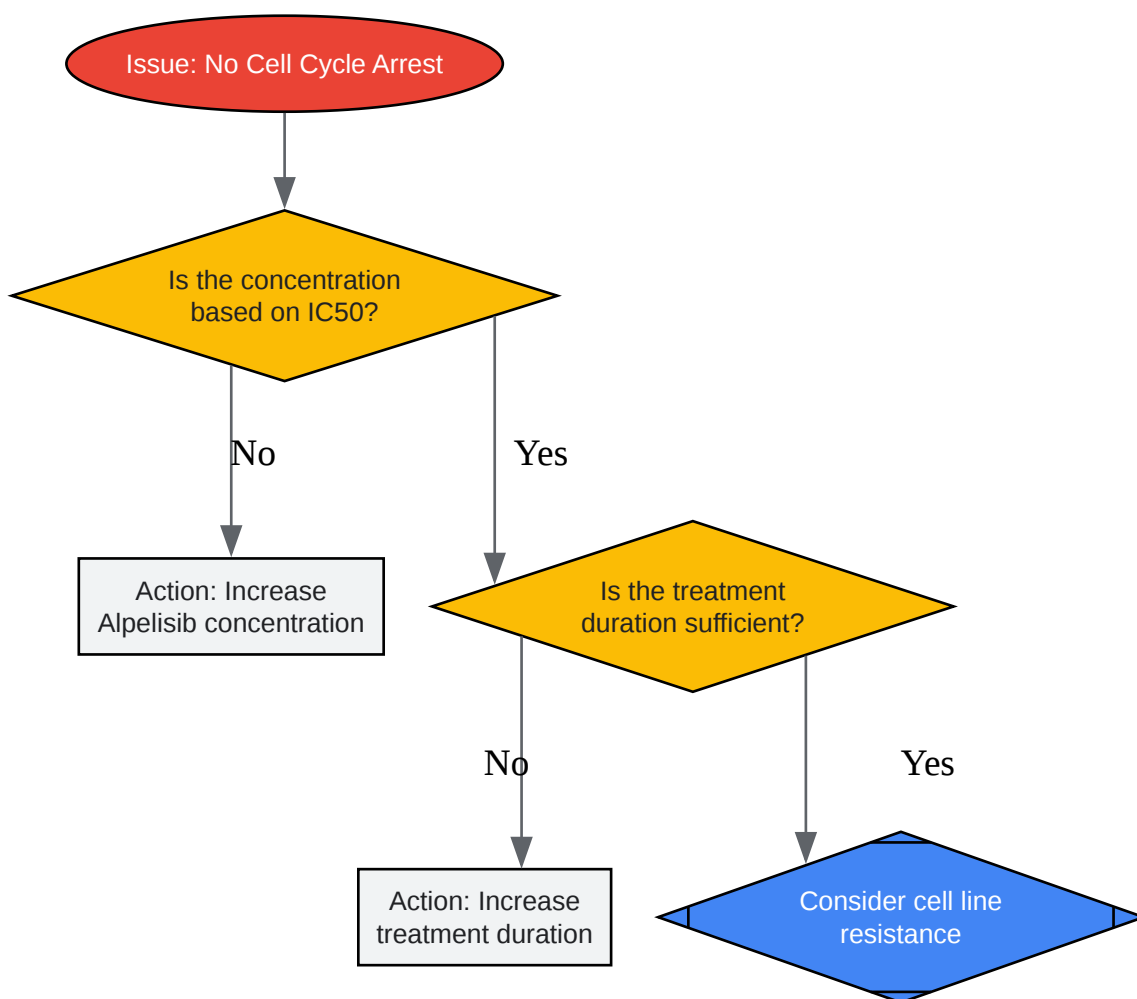 Issue: No Cell Cycle Arrest
Is the concentration
based on IC50?
No
Yes
Action: Increase
Alpelisib concentration
Is the treatment
duration sufficient?
No
Yes
Action: Increase
treatment duration
Consider cell line
resistance